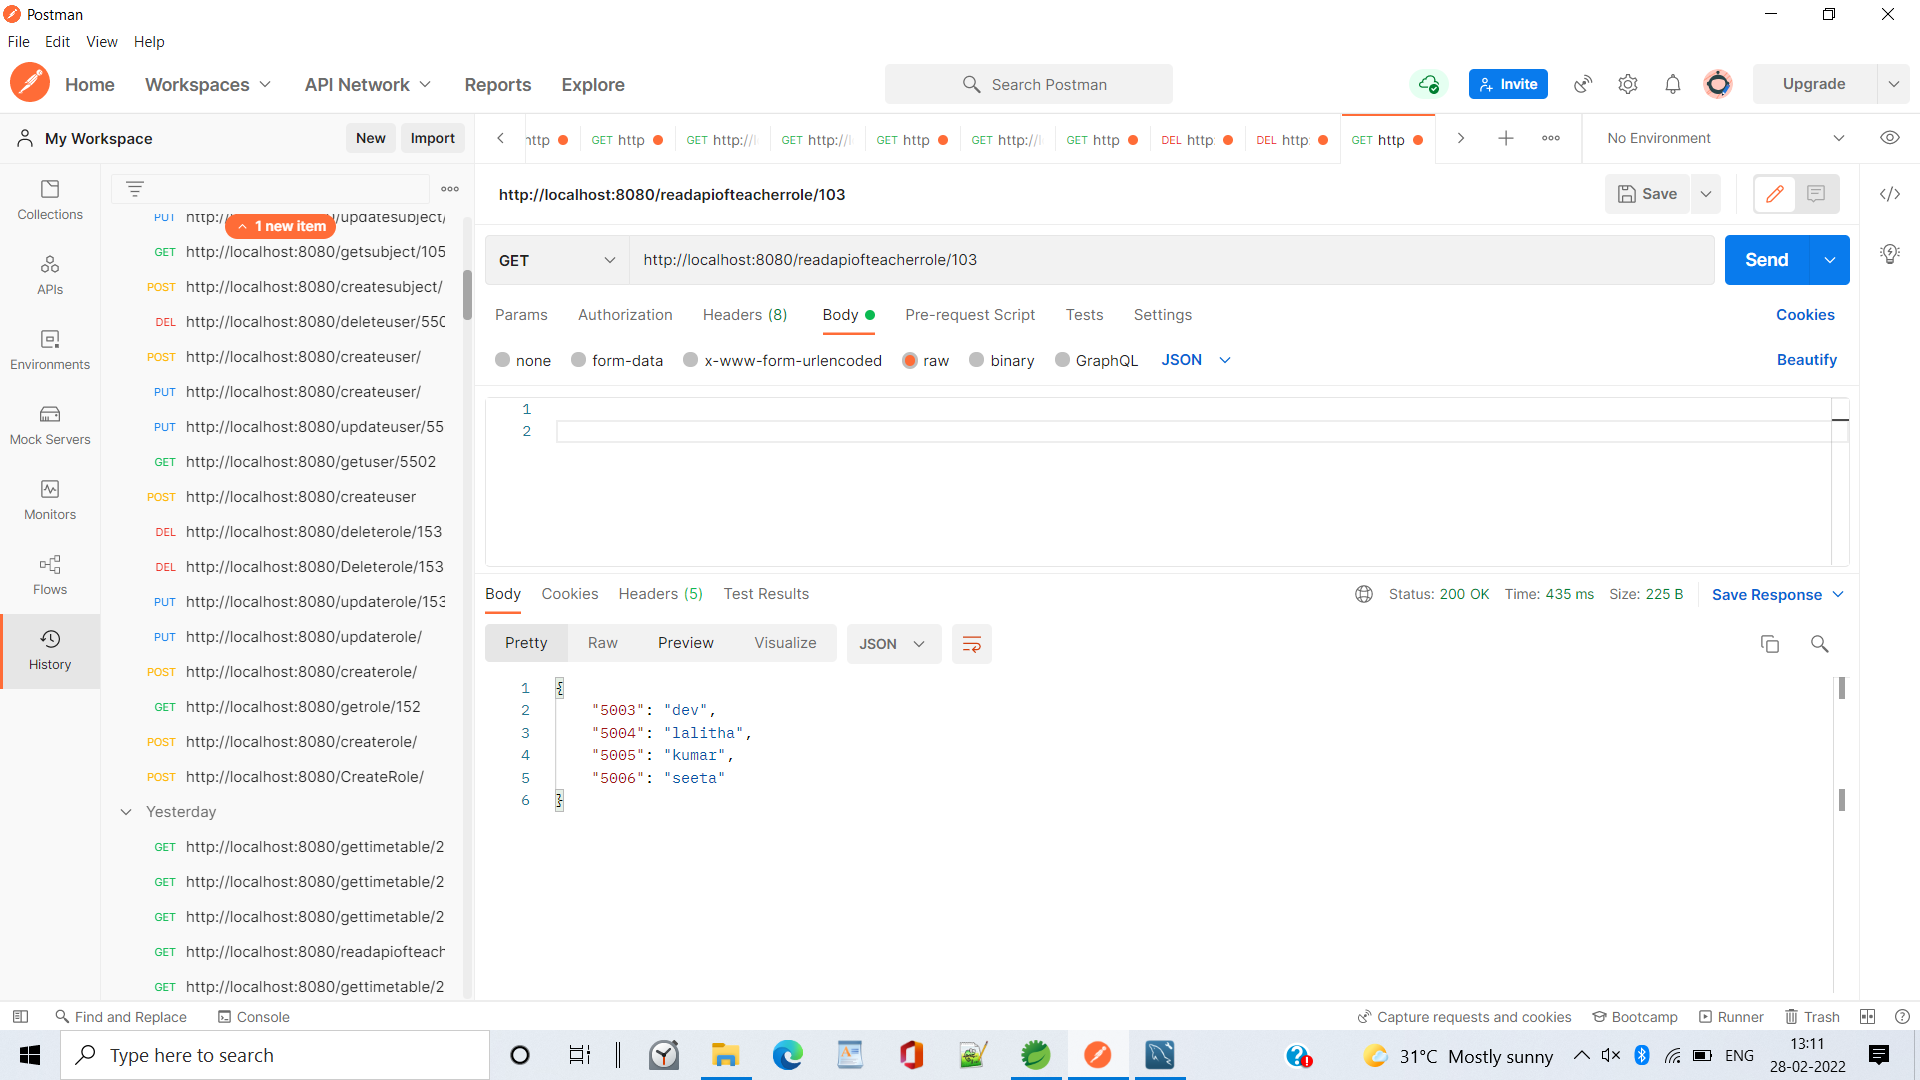 Postman
File Edit View Help
Home Workspaces API Network Reports Explore
Search Postman
Invite
Upgrade
My Workspace
New Import
http GET http GET http:// GET http:// GET http GET http:// GET http DEL http DEL http GET http
No Environment
Collections
APIs
Environments
Mock Servers
Monitors
Flows
History
1 new item
PUT http://localhost:8080/updatesubject/
GET http://localhost:8080/getsubject/105
POST http://localhost:8080/createsubject/
DEL http://localhost:8080/deleteuser/550
POST http://localhost:8080/createuser/
PUT http://localhost:8080/createuser/
PUT http://localhost:8080/updateuser/55
GET http://localhost:8080/getuser/5502
POST http://localhost:8080/createuser
DEL http://localhost:8080/deleterole/153
DEL http://localhost:8080/Deleterole/153
PUT http://localhost:8080/updaterole/153
PUT http://localhost:8080/updaterole/
POST http://localhost:8080/createrole/
GET http://localhost:8080/getrole/152
POST http://localhost:8080/createrole/
POST http://localhost:8080/CreateRole/
Yesterday
GET http://localhost:8080/gettimetable/2
GET http://localhost:8080/gettimetable/2
GET http://localhost:8080/gettimetable/2
GET http://localhost:8080/readapiofteach
GET http://localhost:8080/gettimetable/2
http://localhost:8080/readapiofteacherrole/103
Save
GET http://localhost:8080/readapiofteacherrole/103
Send
Params Authorization Headers (8) Body Pre-request Script Tests Settings
Cookies
none form-data x-www-form-urlencoded raw binary GraphQL JSON
Beautify
1
2
Body Cookies Headers (5) Test Results
Status: 200 OK Time: 435 ms Size: 225 B Save Response
Pretty Raw Preview Visualize JSON
1 {
2 "5003": "dev",
3 "5004": "lalitha",
4 "5005": "kumar",
5 "5006": "seeta"
6 }
Find and Replace Console
Capture requests and cookies Bootcamp Runner Trash
Type here to search
31°C Mostly sunny
ENG
13:11
28-02-2022